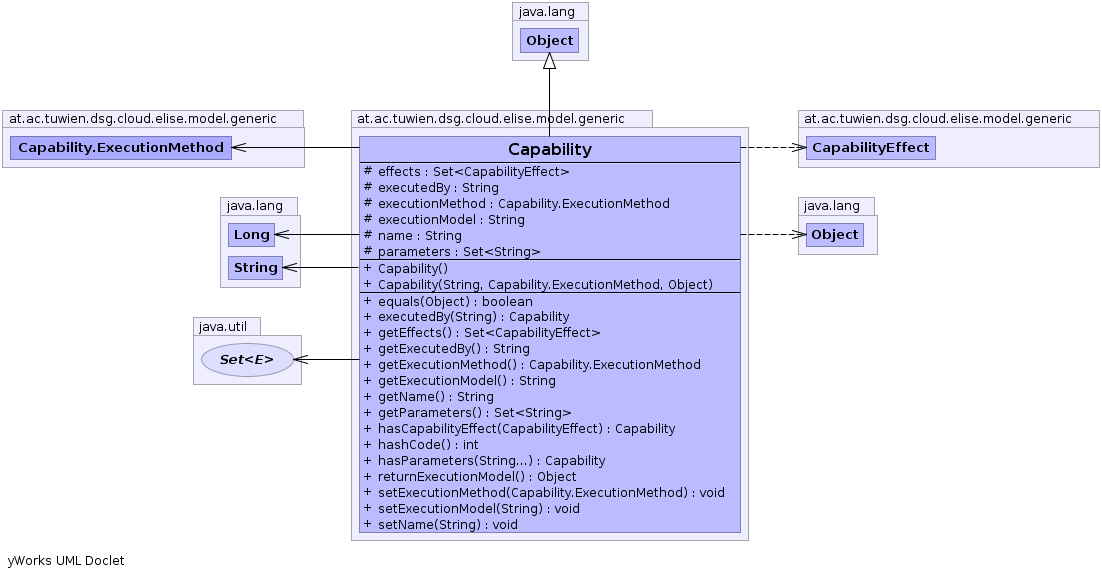 java.lang
Object
at.ac.tuwien.dsg.cloud.elise.model.generic
Capability.ExecutionMethod
at.ac.tuwien.dsg.cloud.elise.model.generic
at.ac.tuwien.dsg.cloud.elise.model.generic
CapabilityEffect
java.lang
Long
String
java.util
Set<E>
java.lang
Object
Capability
# effects : Set<CapabilityEffect>
# executedBy : String
# executionMethod : Capability.ExecutionMethod
# executionModel : String
# name : String
# parameters : Set<String>
+ Capability()
+ Capability(String, Capability.ExecutionMethod, Object)
+ equals(Object) : boolean
+ executedBy(String) : Capability
+ getEffects() : Set<CapabilityEffect>
+ getExecutedBy() : String
+ getExecutionMethod() : Capability.ExecutionMethod
+ getExecutionModel() : String
+ getName() : String
+ getParameters() : Set<String>
+ hasCapabilityEffect(CapabilityEffect) : Capability
+ hashCode() : int
+ hasParameters(String...) : Capability
+ returnExecutionModel() : Object
+ setExecutionMethod(Capability.ExecutionMethod) : void
+ setExecutionModel(String) : void
+ setName(String) : void
yWorks UML Doclet